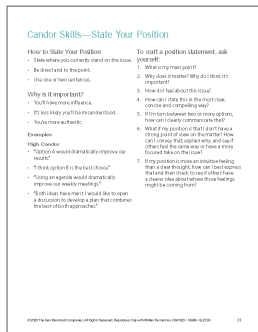 Candor Skills—State Your Position
How to State Your Position
• State where you currently stand on the issue.
• Be direct and to the point.
• Use one or two sentences.
Why is it important?
• You'll have more influence.
• It's less likely you'll be misunderstood.
• You're more authentic.
Examples
High Candor
• "Option A would dramatically improve our
results."
• "I think option B is the best choice."
• "Using an agenda would dramatically
improve our weekly meetings."
• "Both ideas have merit. I would like to open
a discussion to develop a plan that combines
the best of both approaches."
To craft a position statement, ask
yourself:
1. What is my main point?
2. Why does it matter? Why do I think it's
important?
3. How do I feel about this issue?
4. How can I state this in the most clear,
concise and compelling way?
5. If I'm torn between two or more options,
how can I clearly communicate that?
6. What if my position is that I don't have a
strong point of view on the matter? How
can I convey that, explain why, and see if
others feel the same way or have a more
focused take on the issue?
7. If my position is more an intuitive feeling
than a clear thought, how can I best express
that and then check to see if others have
a clearer idea about where those feelings
might be coming from?